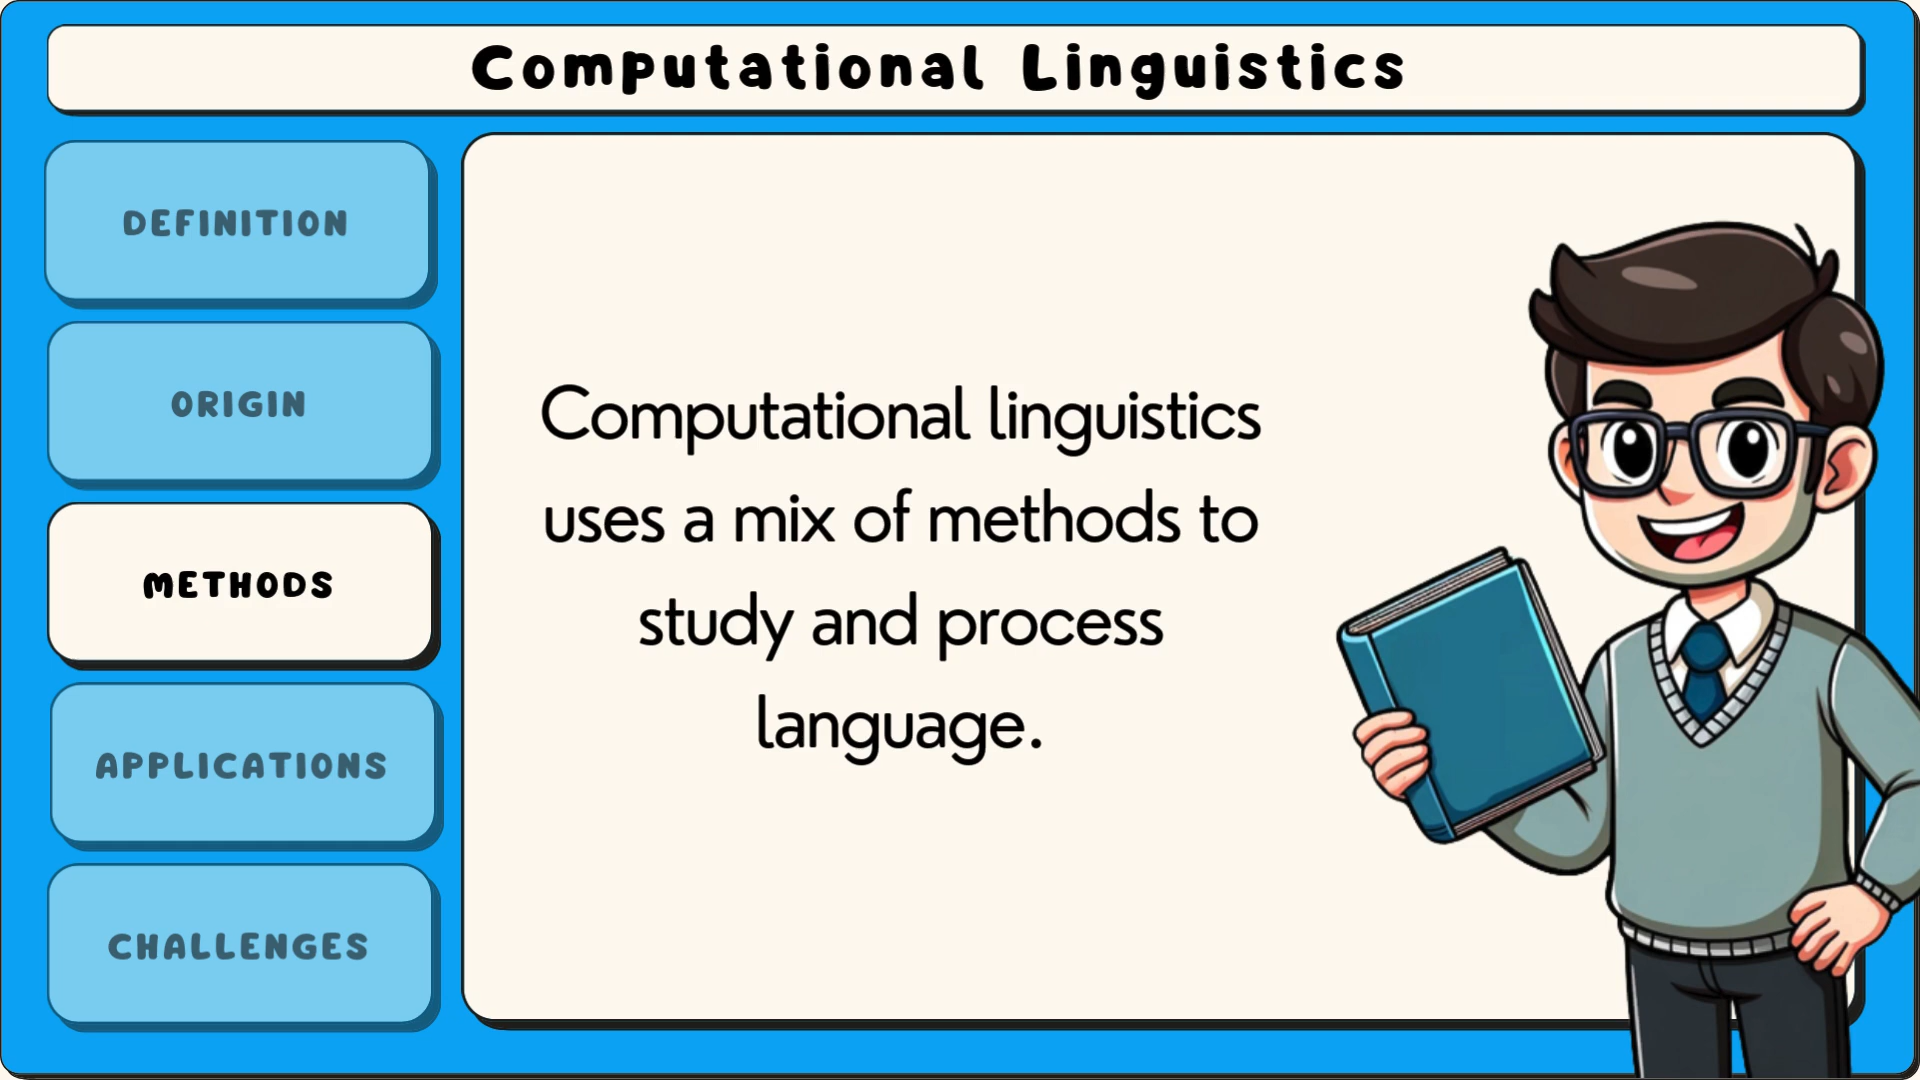 Computational Linguistics
DEFINITION
ORIGIN
METHODS
APPLICATIONS
CHALLENGES
Computational linguistics
uses a mix of methods to
study and process
language.